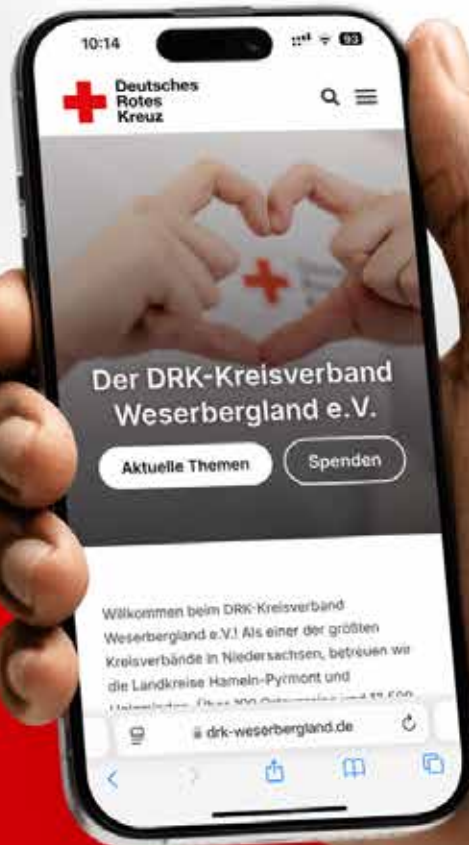 10:14
93
Deutsches
Rotes
Kreuz
Der DRK-Kreisverband
Weserbergland e.V.
Aktuelle Themen
Spenden
Willkommen beim DRK-Kreisverband
Weserbergland e.V.! Als einer der größten
Kreisverbände in Niedersachsen, betreuen wir
die Landkreise Hameln-Pyrmont und
drk-weserbergland.de